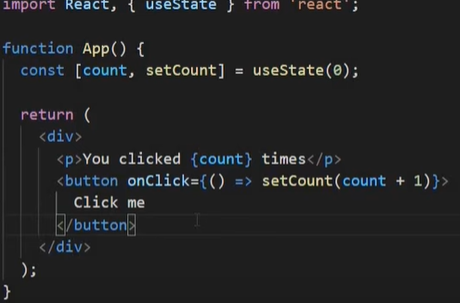 import React, { useState } from 'react';
function App() {
const [count, setCount] = useState(0);
return (
<div>
<p>You clicked {count} times</p>
<button onClick={() => setCount(count + 1)}>
Click me
</button>
</div>
);
}